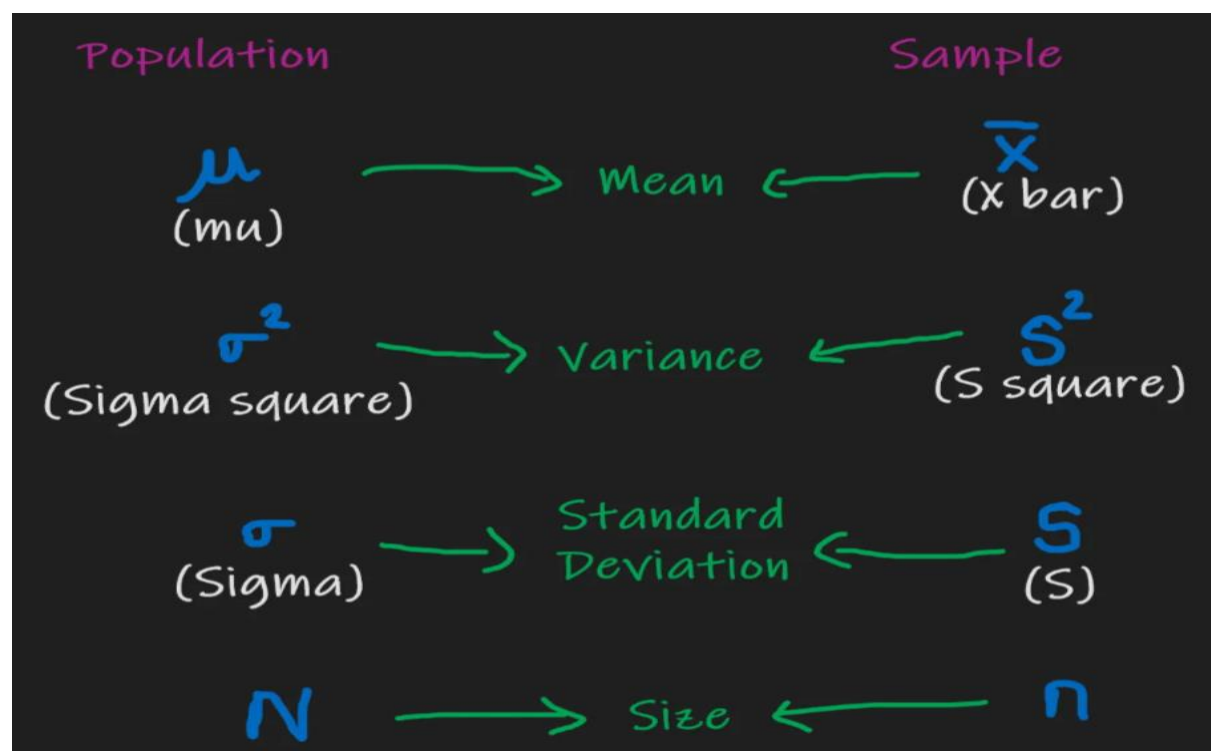 Population Sample
μ Mean x̄
(mu) (x bar)
σ² Variance S²
(Sigma square) (S square)
σ Standard Deviation S
(Sigma) (S)
N Size n